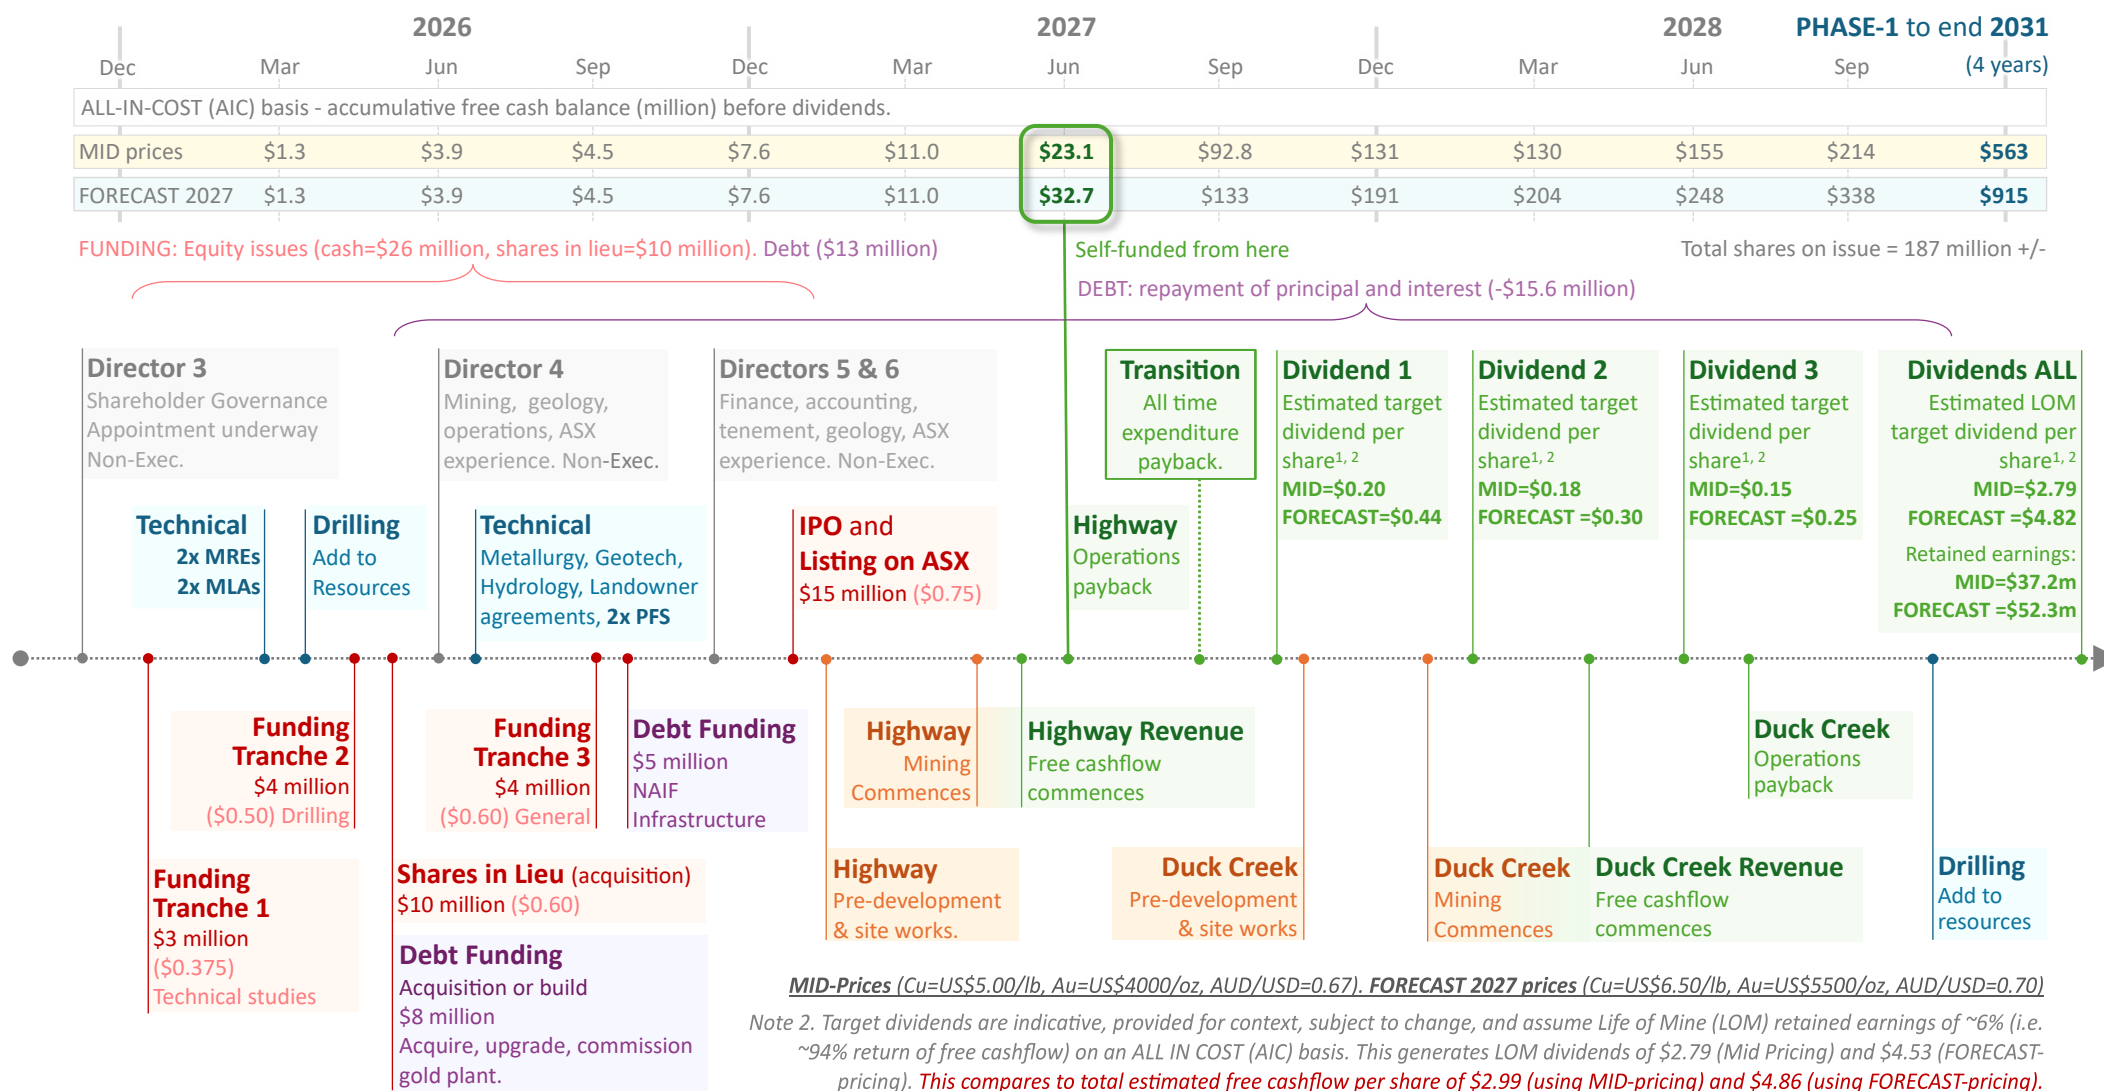 2026 2027 2028 PHASE-1 to end 2031
Dec Mar Jun Sep Dec Mar Jun Sep Dec Mar Jun Sep (4 years)
ALL-IN-COST (AIC) basis - accumulative free cash balance (million) before dividends.
MID prices $1.3 $3.9 $4.5 $7.6 $11.0 $23.1 $92.8 $131 $130 $155 $214 $563
FORECAST 2027 $1.3 $3.9 $4.5 $7.6 $11.0 $32.7 $133 $191 $204 $248 $338 $915
FUNDING: Equity issues (cash=$26 million, shares in lieu=$10 million). Debt ($13 million)
Self-funded from here
Total shares on issue = 187 million +/-
DEBT: repayment of principal and interest (-$15.6 million)
Director 3
Shareholder Governance
Appointment underway
Non-Exec.
Director 4
Mining, geology,
operations, ASX
experience. Non-Exec.
Directors 5 & 6
Finance, accounting,
tenement, geology, ASX
experience. Non-Exec.
Transition
All time
expenditure
payback.
Dividend 1
Estimated target
dividend per
share1, 2
MID=$0.20
FORECAST=$0.44
Dividend 2
Estimated target
dividend per
share1, 2
MID=$0.18
FORECAST =$0.30
Dividend 3
Estimated target
dividend per
share1, 2
MID=$0.15
FORECAST =$0.25
Dividends ALL
Estimated LOM
target dividend per
share1, 2
MID=$2.79
FORECAST =$4.82
Retained earnings:
MID=$37.2m
FORECAST =$52.3m
Technical
2x MREs
2x MLAs
Drilling
Add to
Resources
Technical
Metallurgy, Geotech,
Hydrology, Landowner
agreements, 2x PFS
IPO and
Listing on ASX
$15 million ($0.75)
Highway
Operations
payback
Funding
Tranche 2
$4 million
($0.50) Drilling
Funding
Tranche 3
$4 million
($0.60) General
Debt Funding
$5 million
NAIF
Infrastructure
Highway
Mining
Commences
Highway Revenue
Free cashflow
commences
Duck Creek
Operations
payback
Funding
Tranche 1
$3 million
($0.375)
Technical studies
Shares in Lieu (acquisition)
$10 million ($0.60)
Debt Funding
Acquisition or build
$8 million
Acquire, upgrade, commission
gold plant.
Highway
Pre-development
& site works.
Duck Creek
Pre-development
& site works
Duck Creek
Mining
Commences
Duck Creek Revenue
Free cashflow
commences
Drilling
Add to
resources
MID-Prices (Cu=US$5.00/lb, Au=US$4000/oz, AUD/USD=0.67). FORECAST 2027 prices (Cu=US$6.50/lb, Au=US$5500/oz, AUD/USD=0.70)
Note 2. Target dividends are indicative, provided for context, subject to change, and assume Life of Mine (LOM) retained earnings of ~6% (i.e.
~94% return of free cashflow) on an ALL IN COST (AIC) basis. This generates LOM dividends of $2.79 (Mid Pricing) and $4.53 (FORECAST-
pricing). This compares to total estimated free cashflow per share of $2.99 (using MID-pricing) and $4.86 (using FORECAST-pricing).